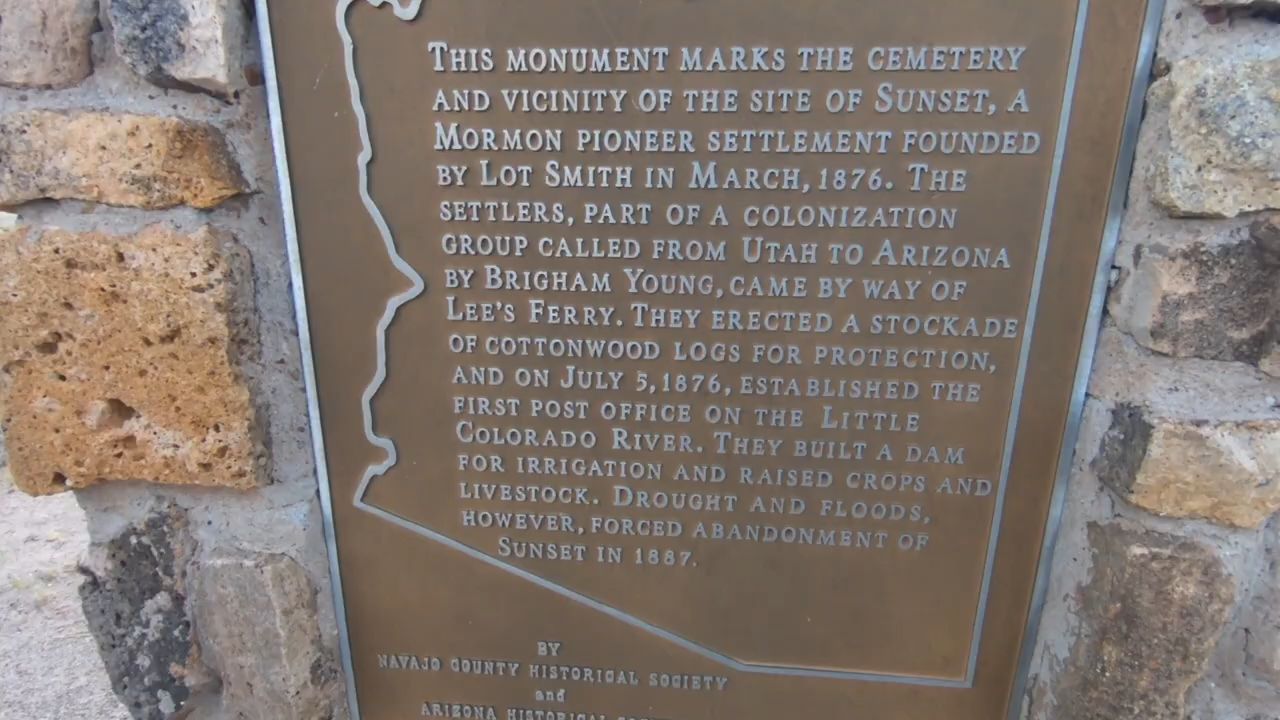 THIS MONUMENT MARKS THE CEMETERY
AND VICINITY OF THE SITE OF SUNSET, A
MORMON PIONEER SETTLEMENT FOUNDED
BY LOT SMITH IN MARCH, 1876. THE
SETTLERS, PART OF A COLONIZATION
GROUP CALLED FROM UTAH TO ARIZONA
BY BRIGHAM YOUNG, CAME BY WAY OF
LEE'S FERRY. THEY ERECTED A STOCKADE
OF COTTONWOOD LOGS FOR PROTECTION,
AND ON JULY 5, 1876, ESTABLISHED THE
FIRST POST OFFICE ON THE LITTLE
COLORADO RIVER. THEY BUILT A DAM
FOR IRRIGATION AND RAISED CROPS AND
LIVESTOCK. DROUGHT AND FLOODS,
HOWEVER, FORCED ABANDONMENT OF
SUNSET IN 1887.
BY
NAVAJO COUNTY HISTORICAL SOCIETY
and
ARIZONA HISTORICAL